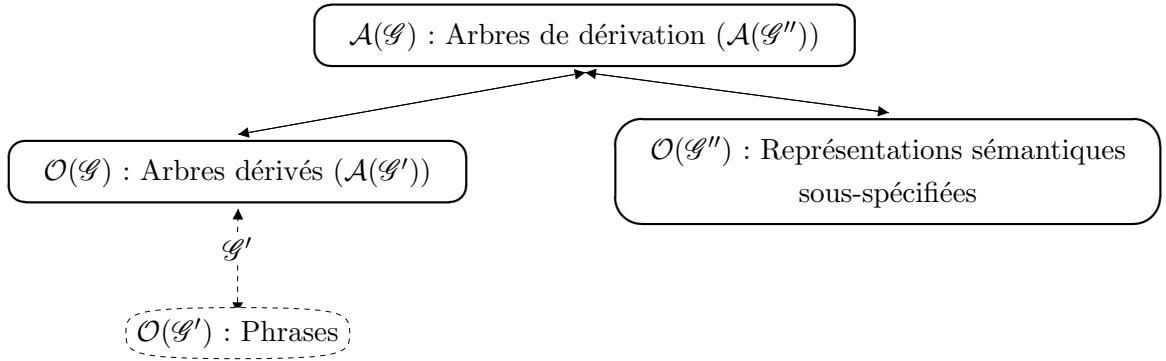 𝒜(𝒢) : Arbres de dérivation (𝒜(𝒢″))
𝒪(𝒢) : Arbres dérivés (𝒜(𝒢′))
𝒪(𝒢″) : Représentations sémantiques
sous-spécifiées
𝒢′
𝒪(𝒢′) : Phrases